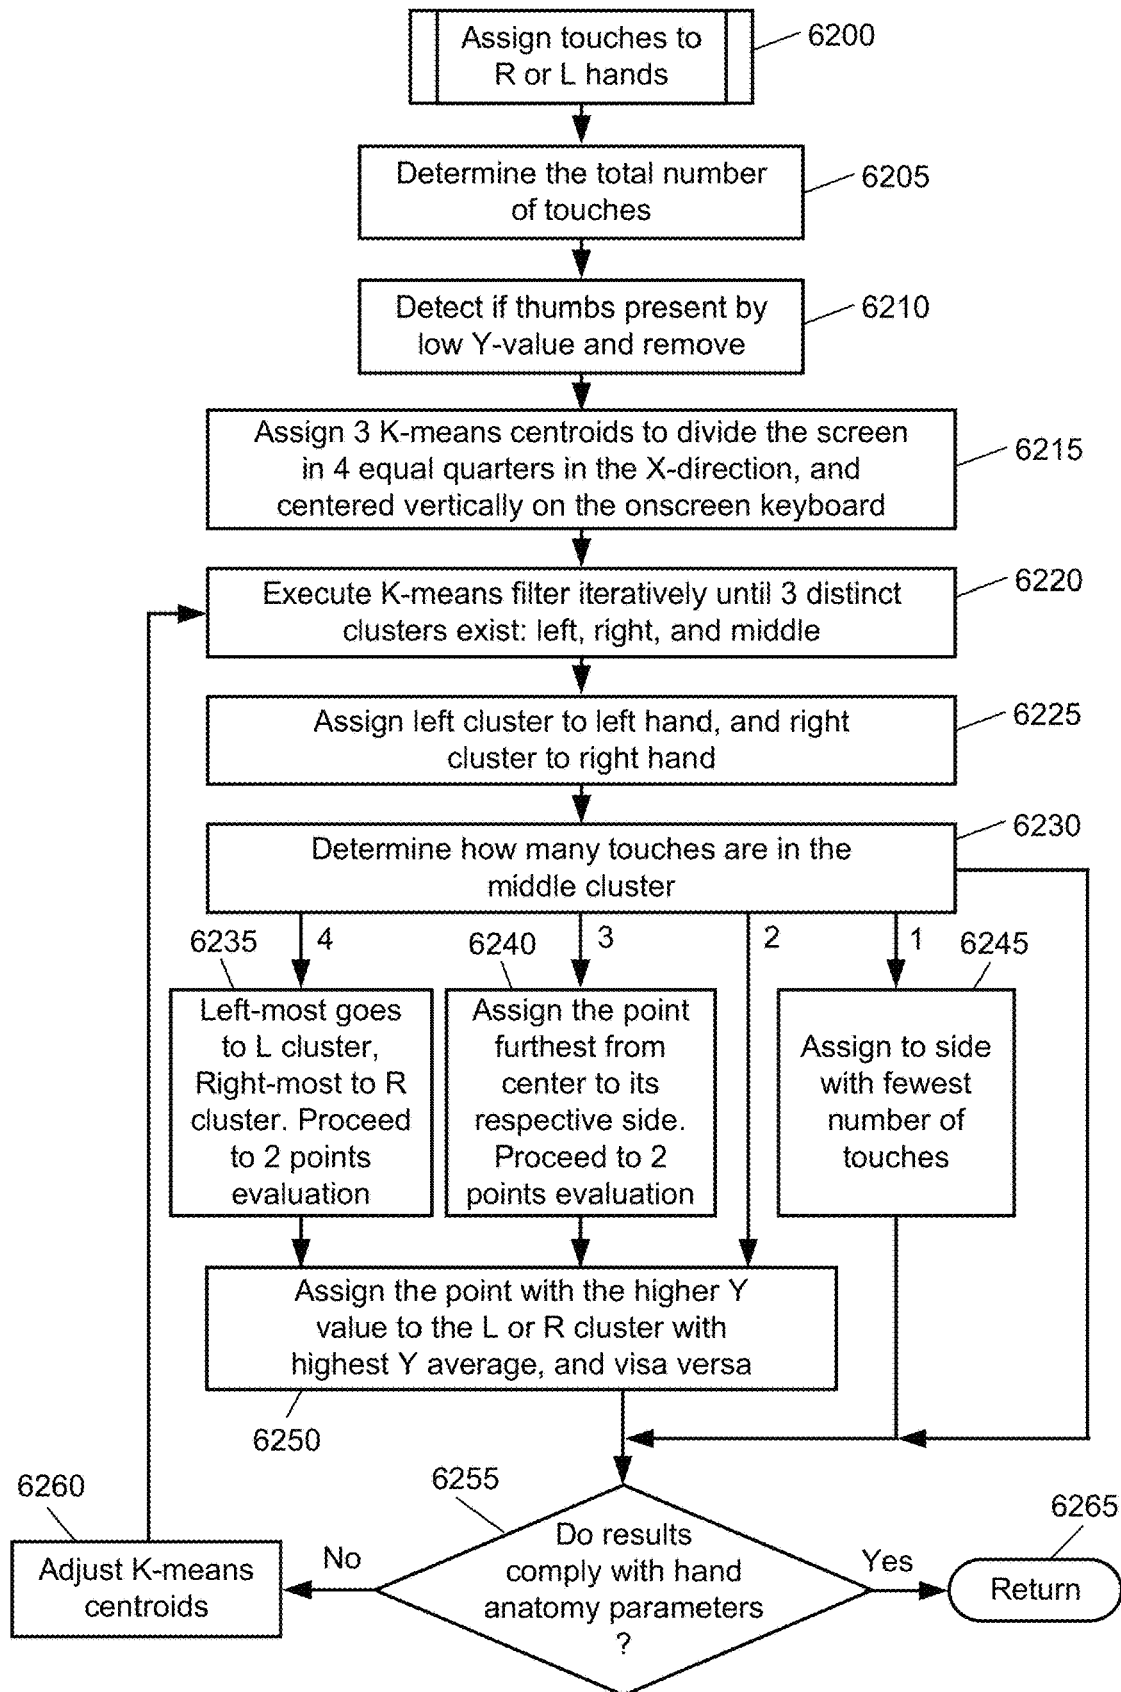 Assign touches to
R or L hands
6200
Determine the total number
of touches
6205
Detect if thumbs present by
low Y-value and remove
6210
Assign 3 K-means centroids to divide the screen
in 4 equal quarters in the X-direction, and
centered vertically on the onscreen keyboard
6215
Execute K-means filter iteratively until 3 distinct
clusters exist: left, right, and middle
6220
Assign left cluster to left hand, and right
cluster to right hand
6225
Determine how many touches are in the
middle cluster
6230
6235
4
6240
3
2
1
6245
Left-most goes
to L cluster,
Right-most to R
cluster. Proceed
to 2 points
evaluation
Assign the point
furthest from
center to its
respective side.
Proceed to 2
points evaluation
Assign to side
with fewest
number of
touches
Assign the point with the higher Y
value to the L or R cluster with
highest Y average, and visa versa
6250
6255
Do results
comply with hand
anatomy parameters
?
No
Yes
6260
Adjust K-means
centroids
6265
Return